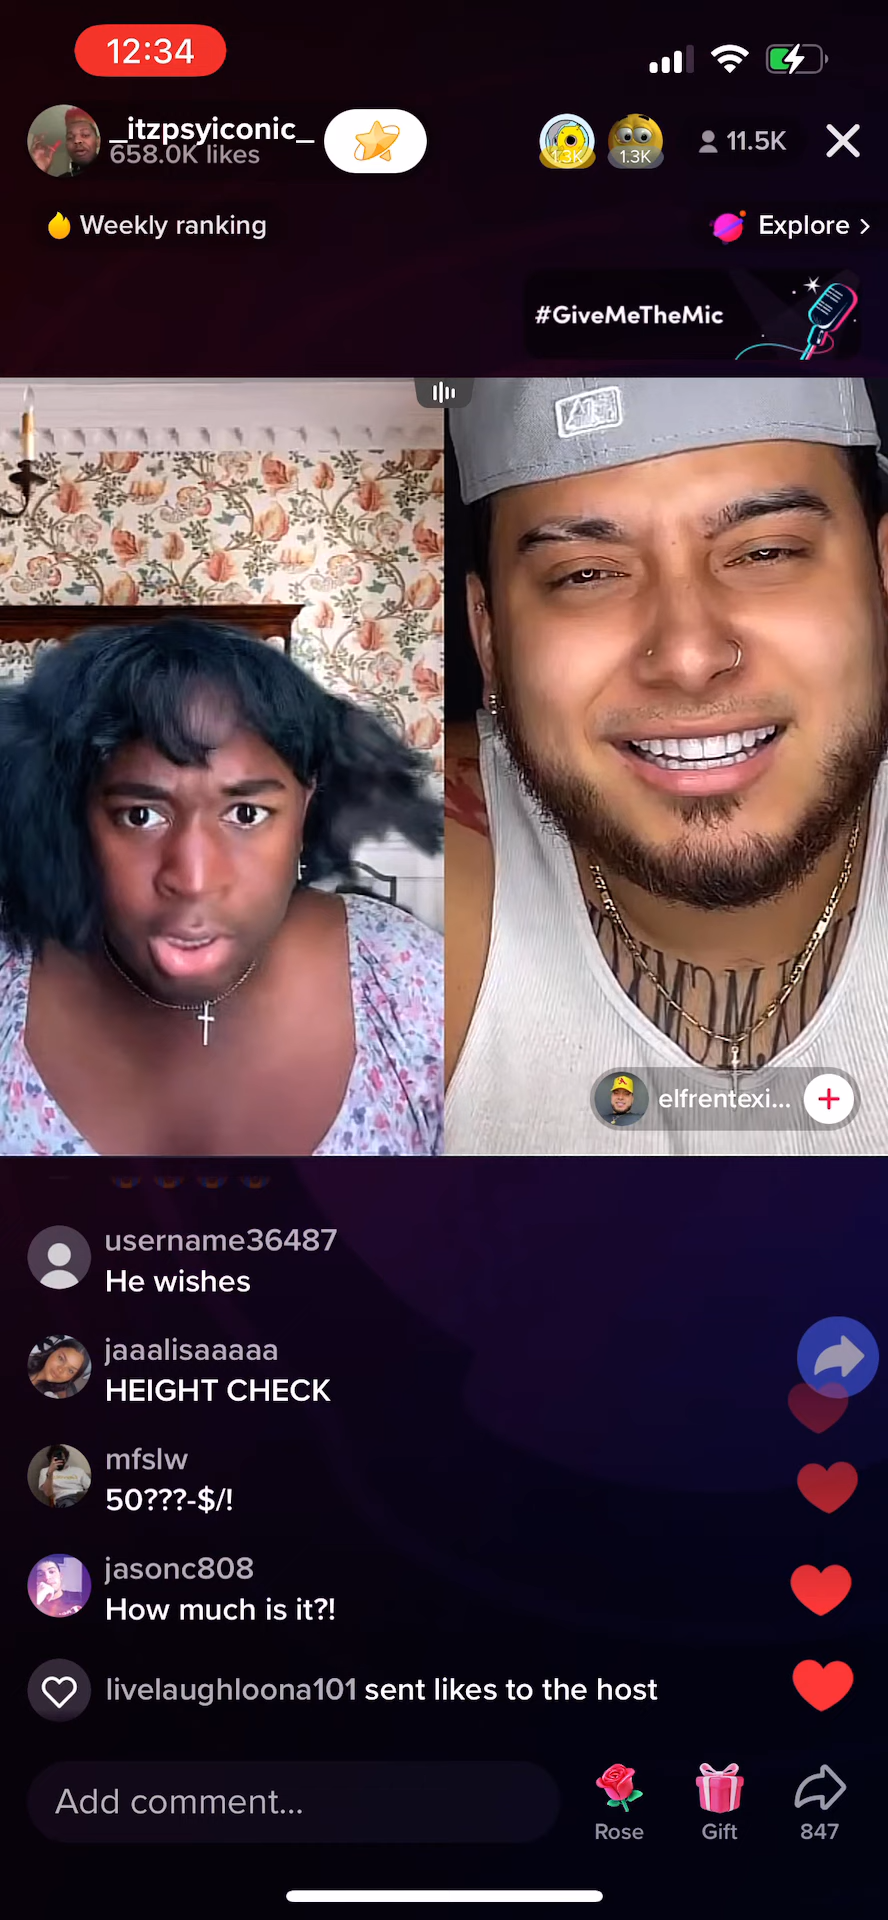 12:34
_itzpsyiconic_
658.0K likes
1.3K
1.3K
11.5K
Weekly ranking
Explore >
#GiveMeTheMic
elfrentexi...
username36487
He wishes
jaaalisaaaaa
HEIGHT CHECK
mfslw
50???-$/!
jasonc808
How much is it?!
livelaughloona101 sent likes to the host
Add comment...
Rose
Gift
847